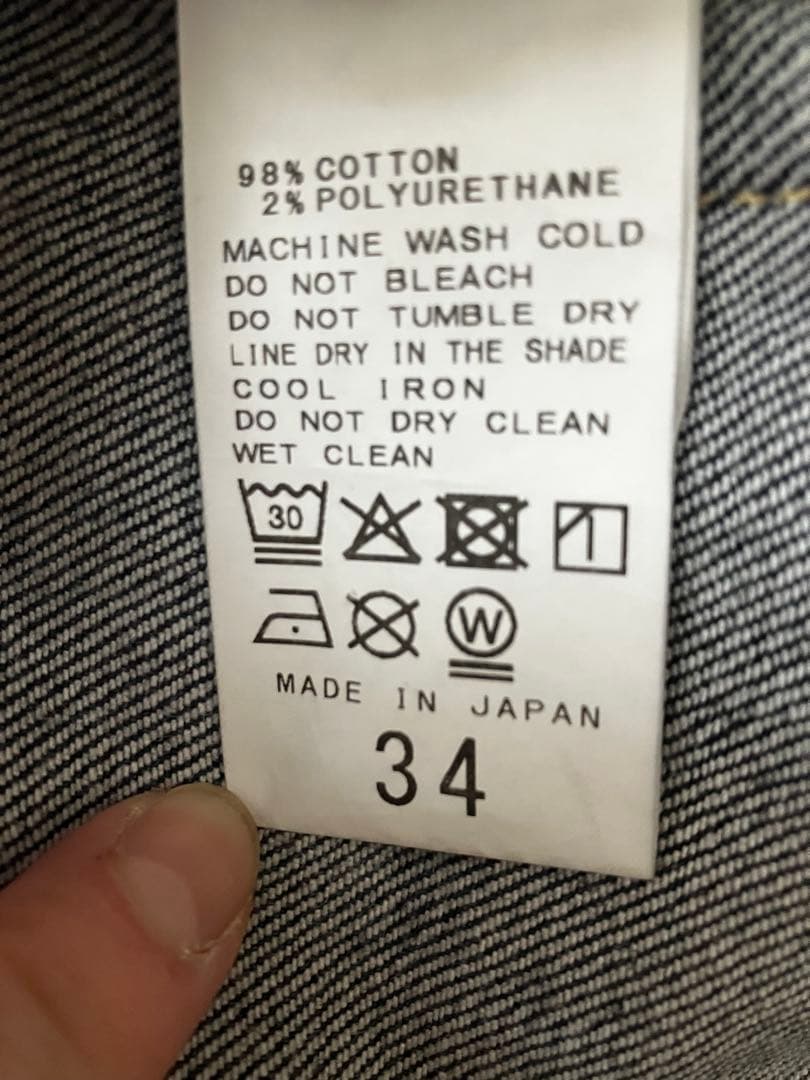 98% COTTON
2% POLYURETHANE
MACHINE WASH COLD
DO NOT BLEACH
DO NOT TUMBLE DRY
LINE DRY IN THE SHADE
COOL IRON
DO NOT DRY CLEAN
WET CLEAN
30
W
MADE IN JAPAN
34